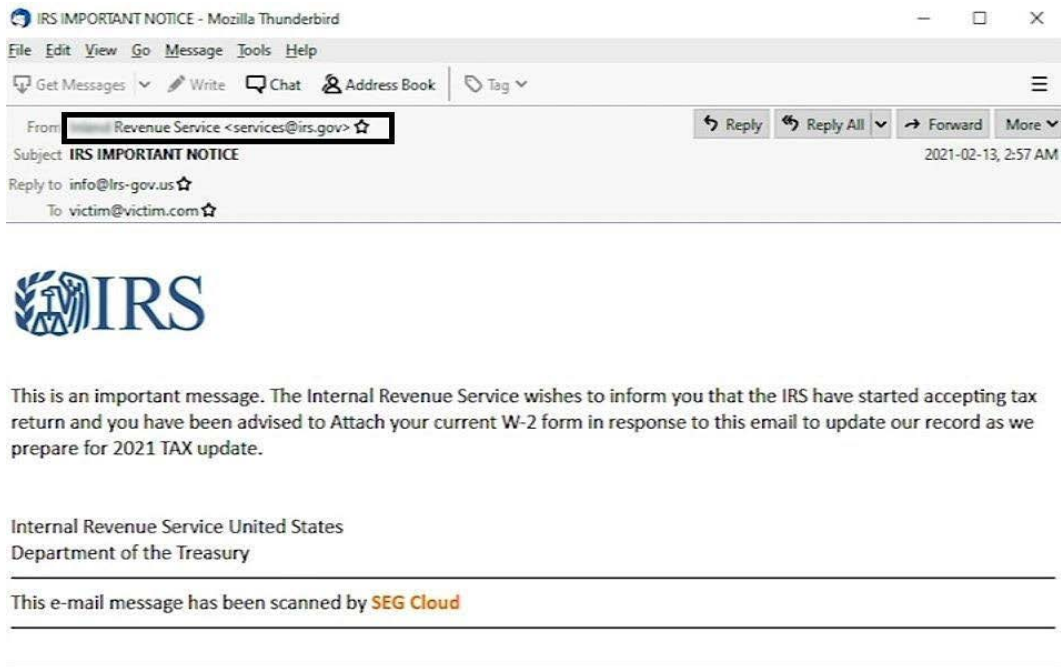 IRS IMPORTANT NOTICE - Mozilla Thunderbird
File Edit View Go Message Tools Help
Get Messages Write Chat Address Book Tag
From Revenue Service <services@irs.gov> Reply Reply All Forward More
Subject IRS IMPORTANT NOTICE 2021-02-13, 2:57 AM
Reply to info@lrs-gov.us
To victim@victim.com
IRS
This is an important message. The Internal Revenue Service wishes to inform you that the IRS have started accepting tax
return and you have been advised to Attach your current W-2 form in response to this email to update our record as we
prepare for 2021 TAX update.
Internal Revenue Service United States
Department of the Treasury
This e-mail message has been scanned by SEG Cloud